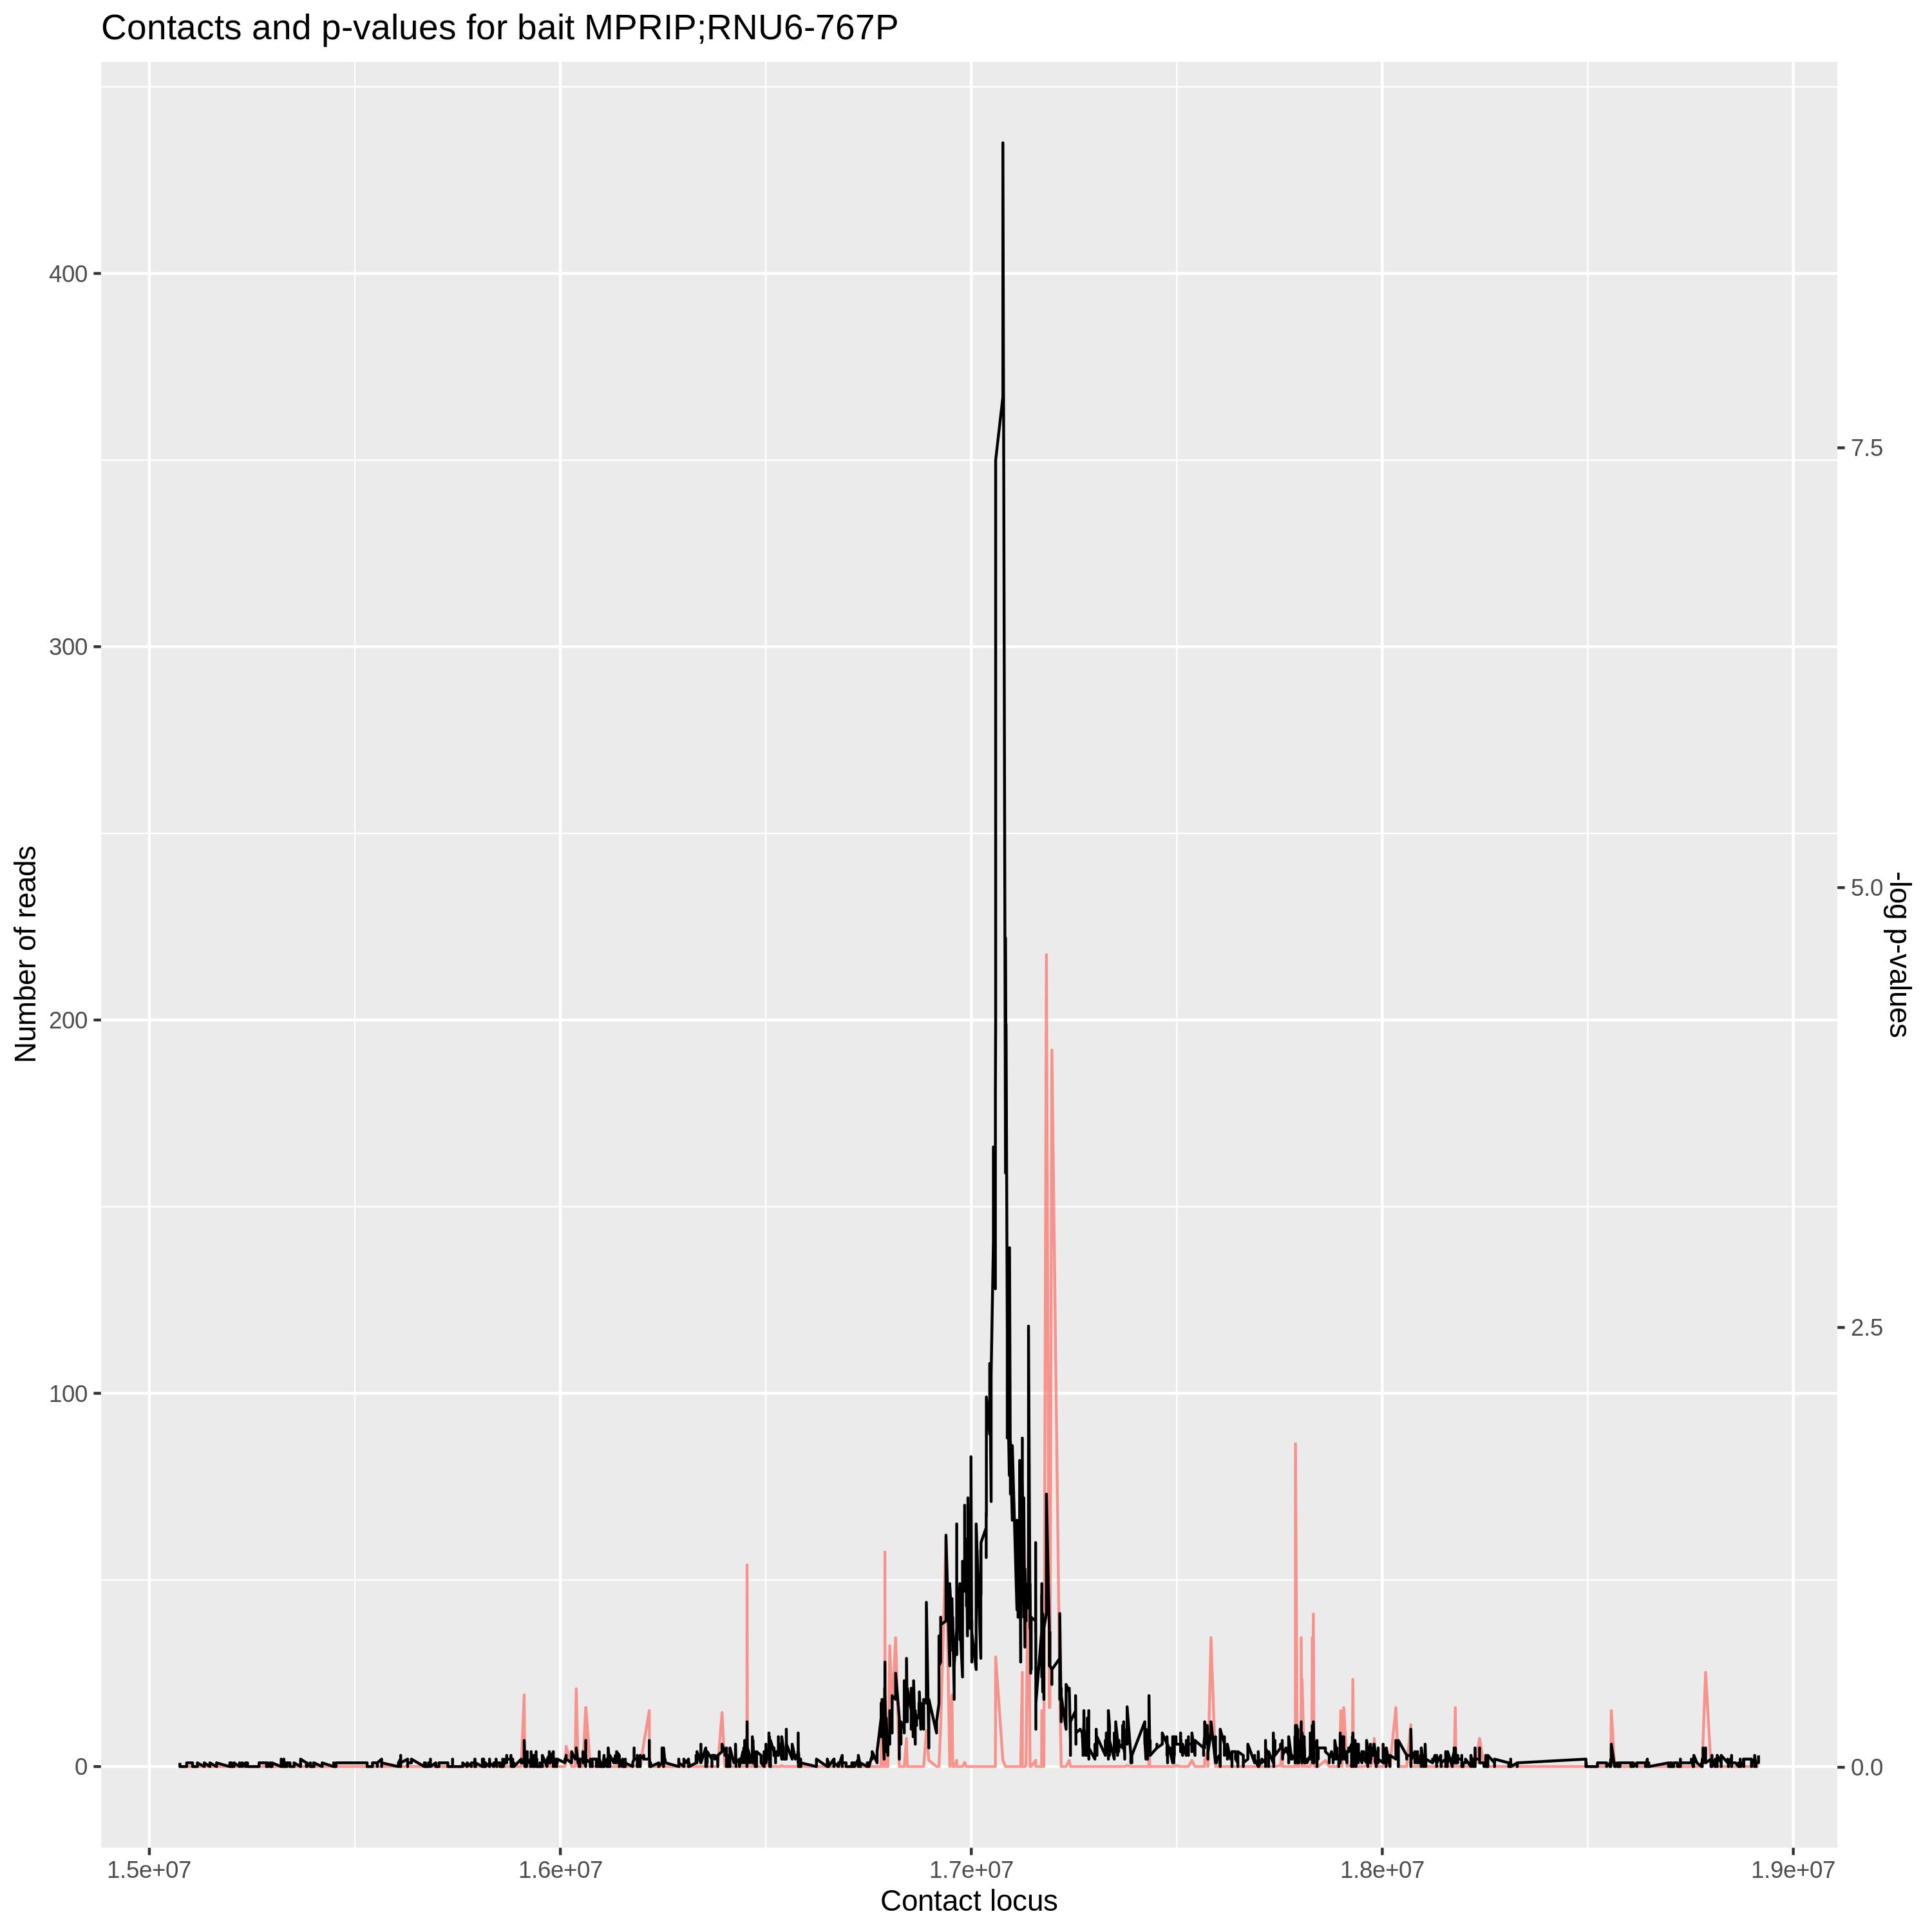 Contacts and p-values for bait MPRIP;RNU6-767P
Number of reads
400
300
200
100
0
7.5
5.0
2.5
0.0
-log p-values
1.5e+07
1.6e+07
1.7e+07
1.8e+07
1.9e+07
Contact locus